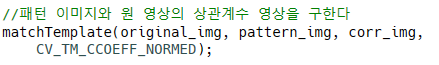 //패턴 이미지와 원 영상의 상관계수 영상을 구한다
matchTemplate(original_img, pattern_img, corr_img,
CV_TM_CCOEFF_NORMED);